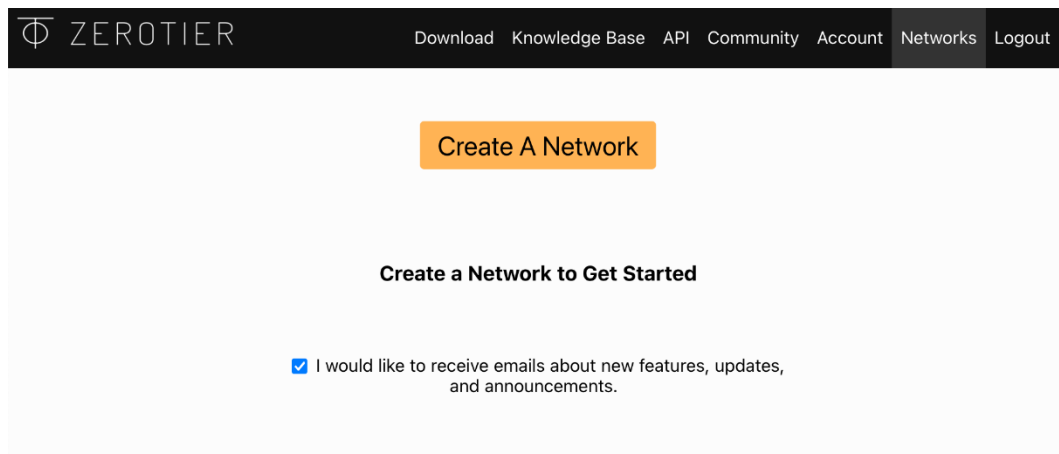 ZEROTIER
Download Knowledge Base API Community Account Networks Logout
Create A Network
Create a Network to Get Started
I would like to receive emails about new features, updates,
and announcements.